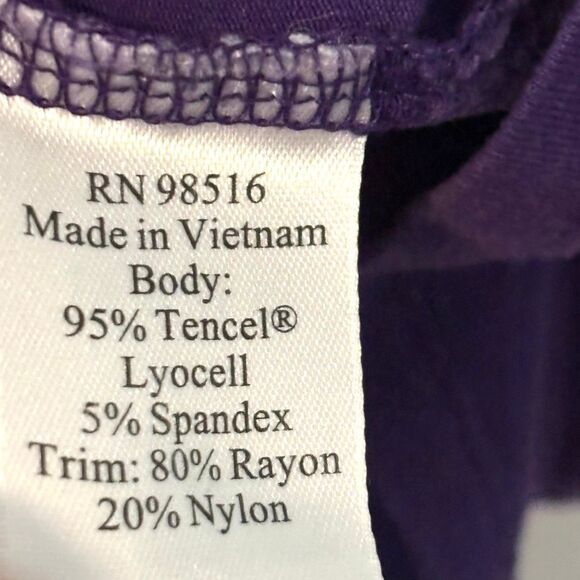 RN 98516
Made in Vietnam
Body:
95% Tencel®
Lyocell
5% Spandex
Trim: 80% Rayon
20% Nylon